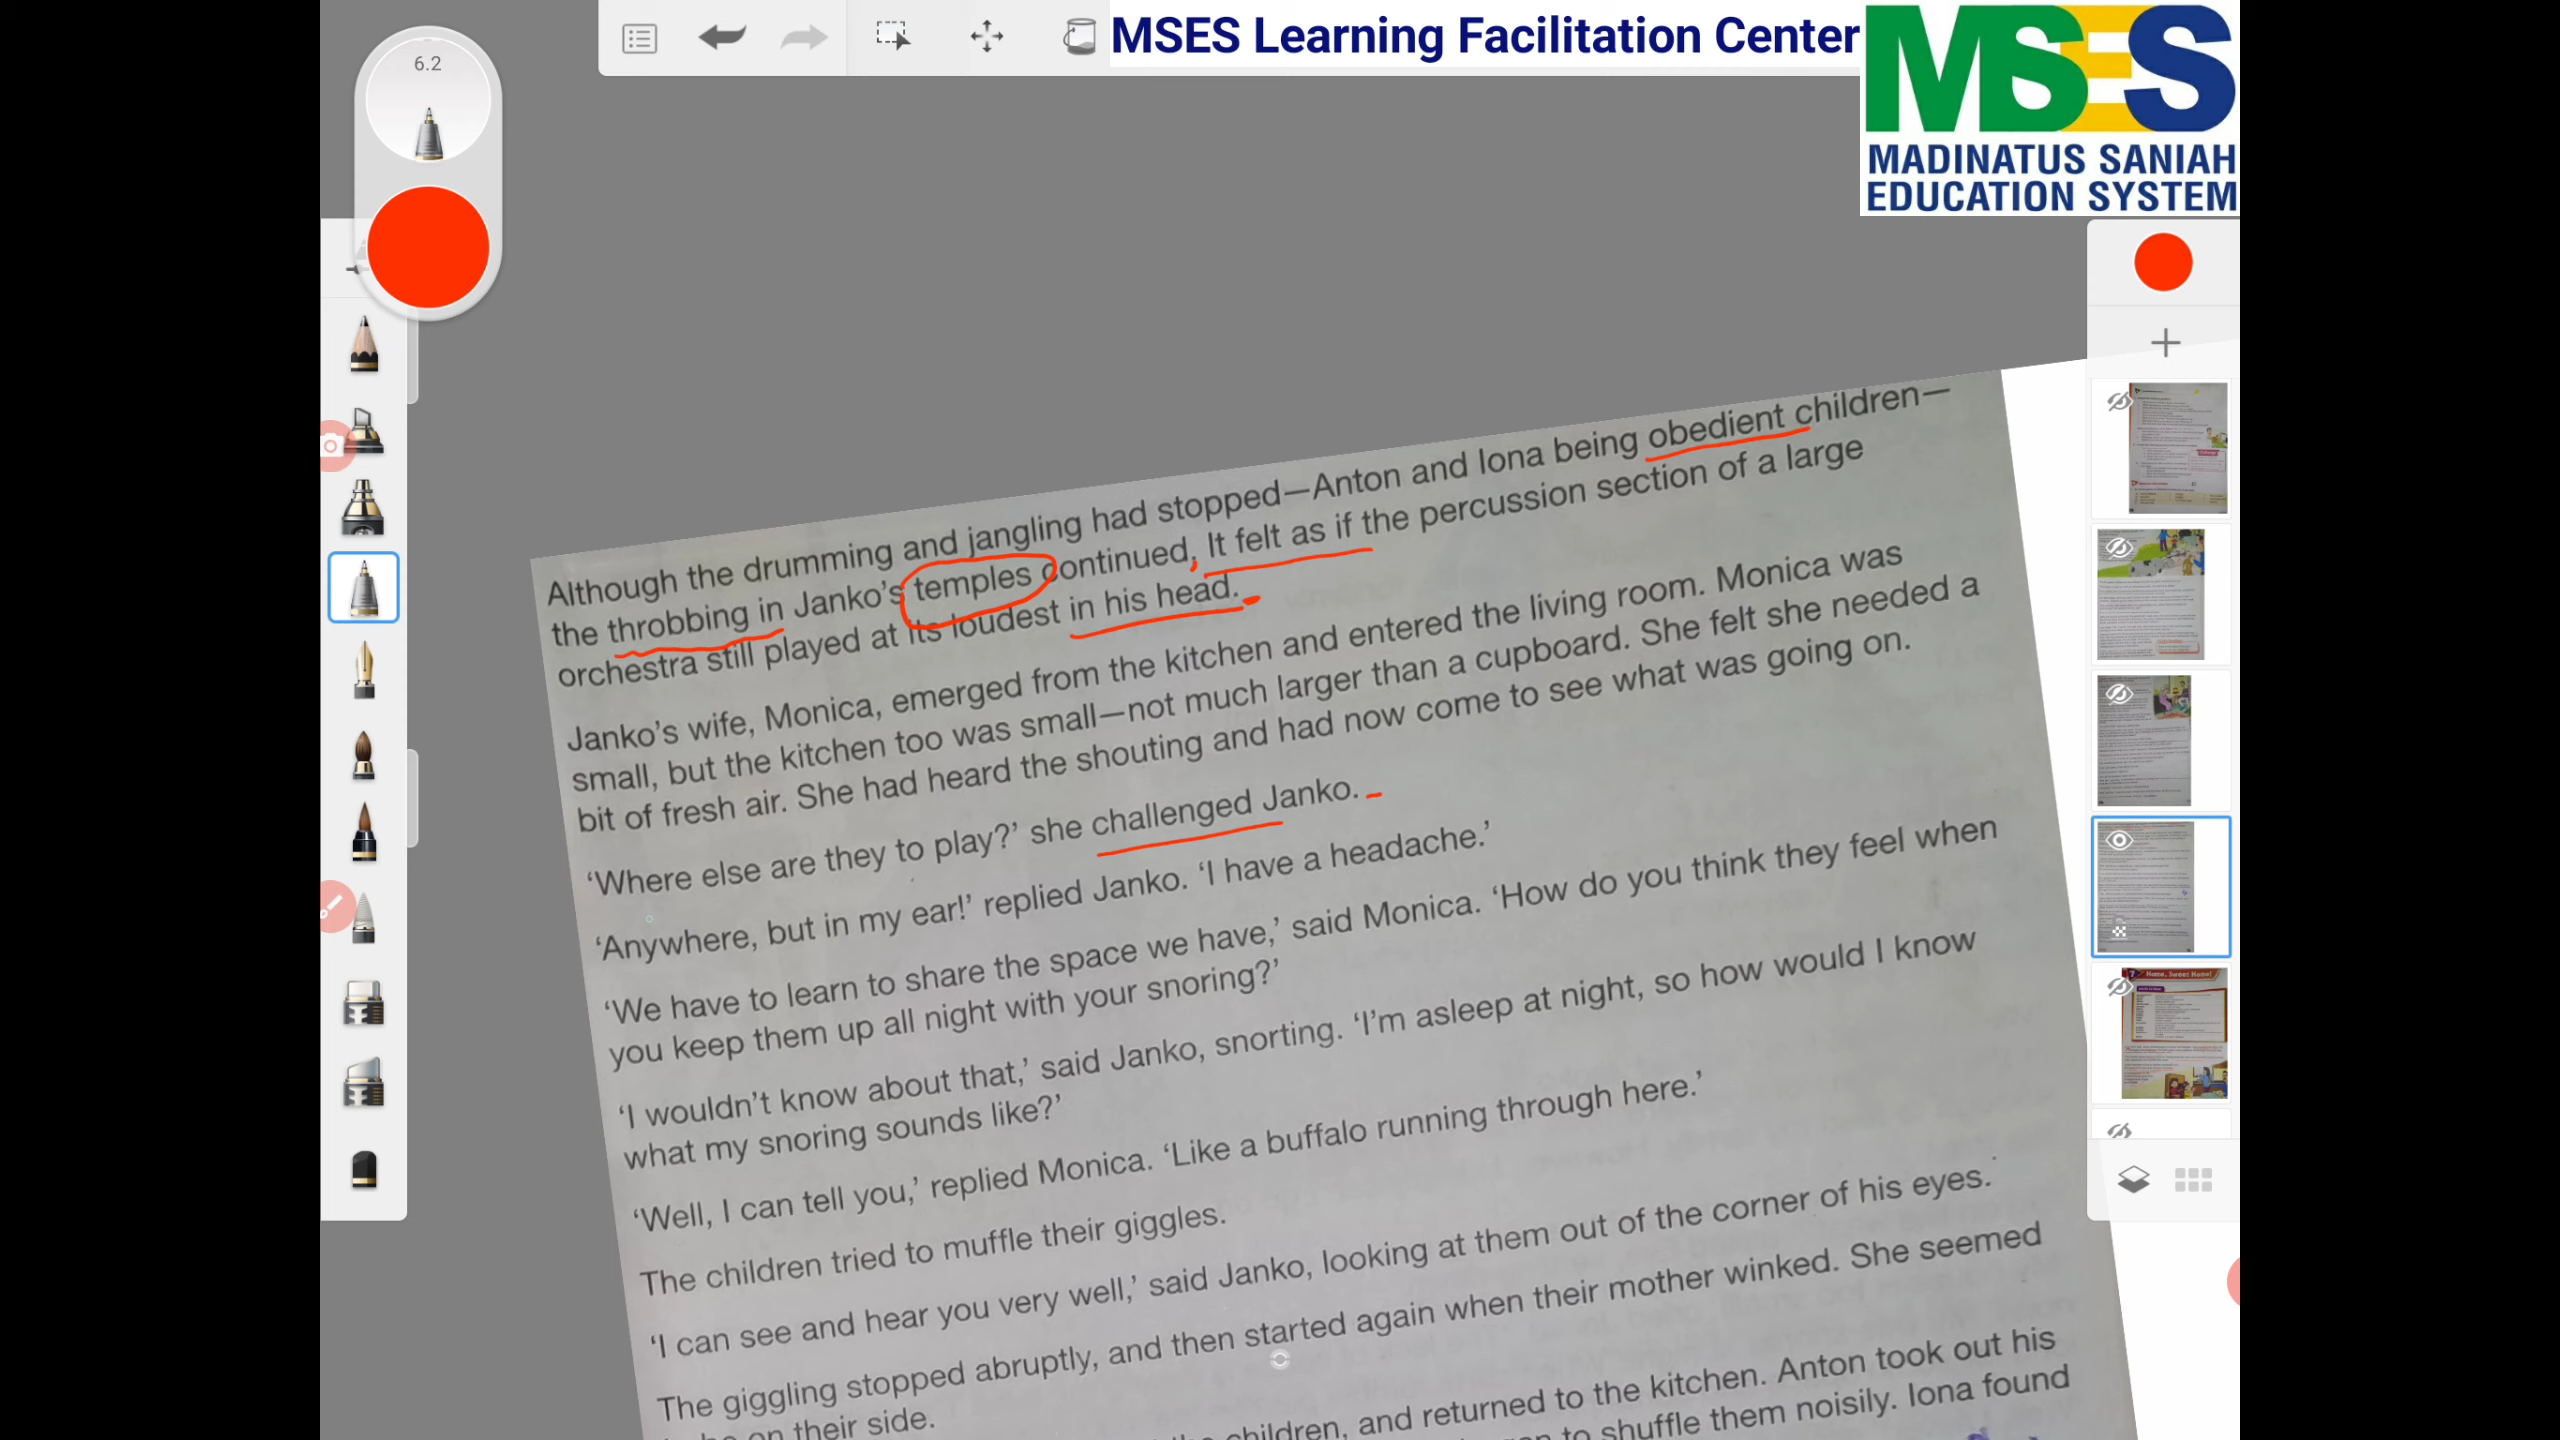 6.2
MSES Learning Facilitation Center
MSES
MADINATUS SANIAH
EDUCATION SYSTEM
Although the drumming and jangling had stopped—Anton and Iona being obedient children—
the throbbing in Janko's temples continued. It felt as if the percussion section of a large
orchestra still played at its loudest in his head.
Janko's wife, Monica, emerged from the kitchen and entered the living room. Monica was
small, but the kitchen too was small—not much larger than a cupboard. She felt she needed a
bit of fresh air. She had heard the shouting and had now come to see what was going on.
'Where else are they to play?' she challenged Janko.
'Anywhere, but in my ear!' replied Janko. 'I have a headache.'
'We have to learn to share the space we have,' said Monica. 'How do you think they feel when
you keep them up all night with your snoring?'
'I wouldn't know about that,' said Janko, snorting. 'I'm asleep at night, so how would I know
what my snoring sounds like?'
'Well, I can tell you,' replied Monica. 'Like a buffalo running through here.'
The children tried to muffle their giggles.
'I can see and hear you very well,' said Janko, looking at them out of the corner of his eyes.
The giggling stopped abruptly, and then started again when their mother winked. She seemed
on their side.
children, and returned to the kitchen. Anton took out his
to shuffle them noisily. Iona found
7 Home, Sweet Home!